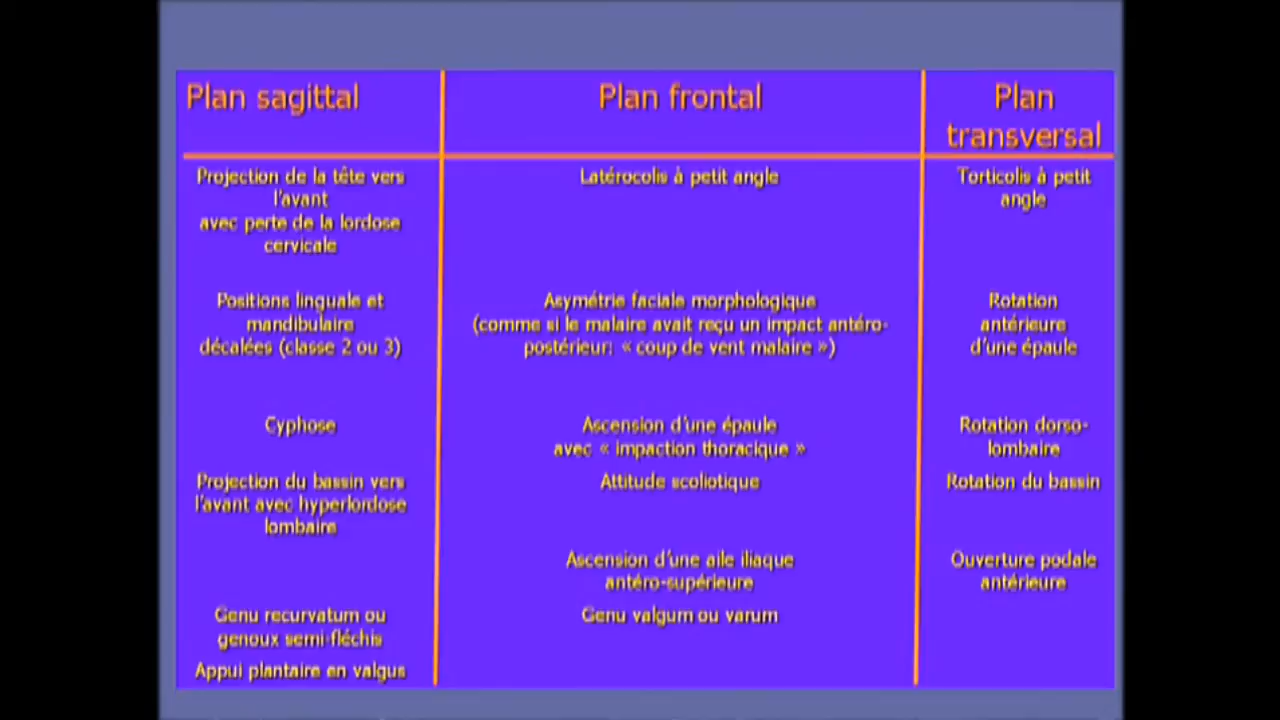 Plan sagittal
Plan frontal
Plan
transversal
Projection de la tête vers
l'avant
avec perte de la lordose
cervicale
Latérocolis à petit angle
Torticolis à petit
angle
Positions linguale et
mandibulaire
décalées (classe 2 ou 3)
Asymétrie faciale morphologique
(comme si le malaire avait reçu un impact antéro-
postérieur: « coup de vent malaire »)
Rotation
antérieure
d'une épaule
Cyphose
Ascension d'une épaule
avec « impaction thoracique »
Rotation dorso-
lombaire
Projection du bassin vers
l'avant avec hyperlordose
lombaire
Attitude scoliotique
Rotation du bassin
Ascension d'une aile iliaque
antéro-supérieure
Ouverture podale
antérieure
Genu recurvatum ou
genoux semi-fléchis
Genu valgum ou varum
Appui plantaire en valgus